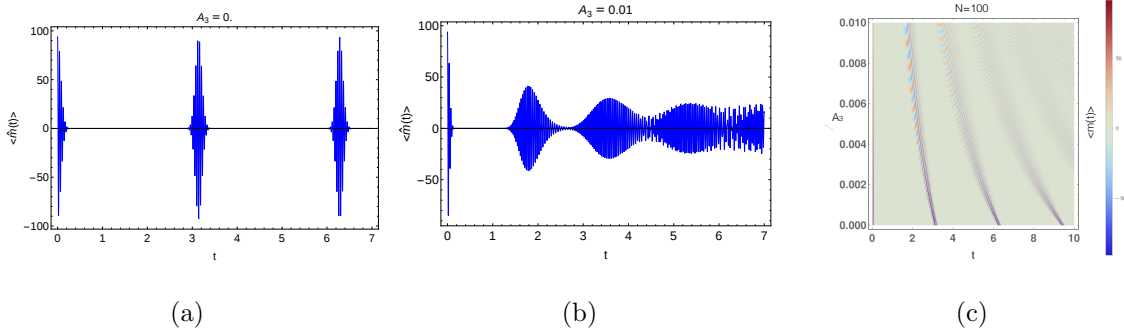 A₃ = 0.
<m̂(t)>
100
50
0
−50
−100
0 1 2 3 4 5 6 7
t
(a)
A₃ = 0.01
<m̂(t)>
100
50
0
−50
0 1 2 3 4 5 6 7
t
(b)
N=100
A₃
0.010
0.008
0.006
0.004
0.002
0.000
0 2 4 6 8 10
t
<m(t)>
50
0
(c)